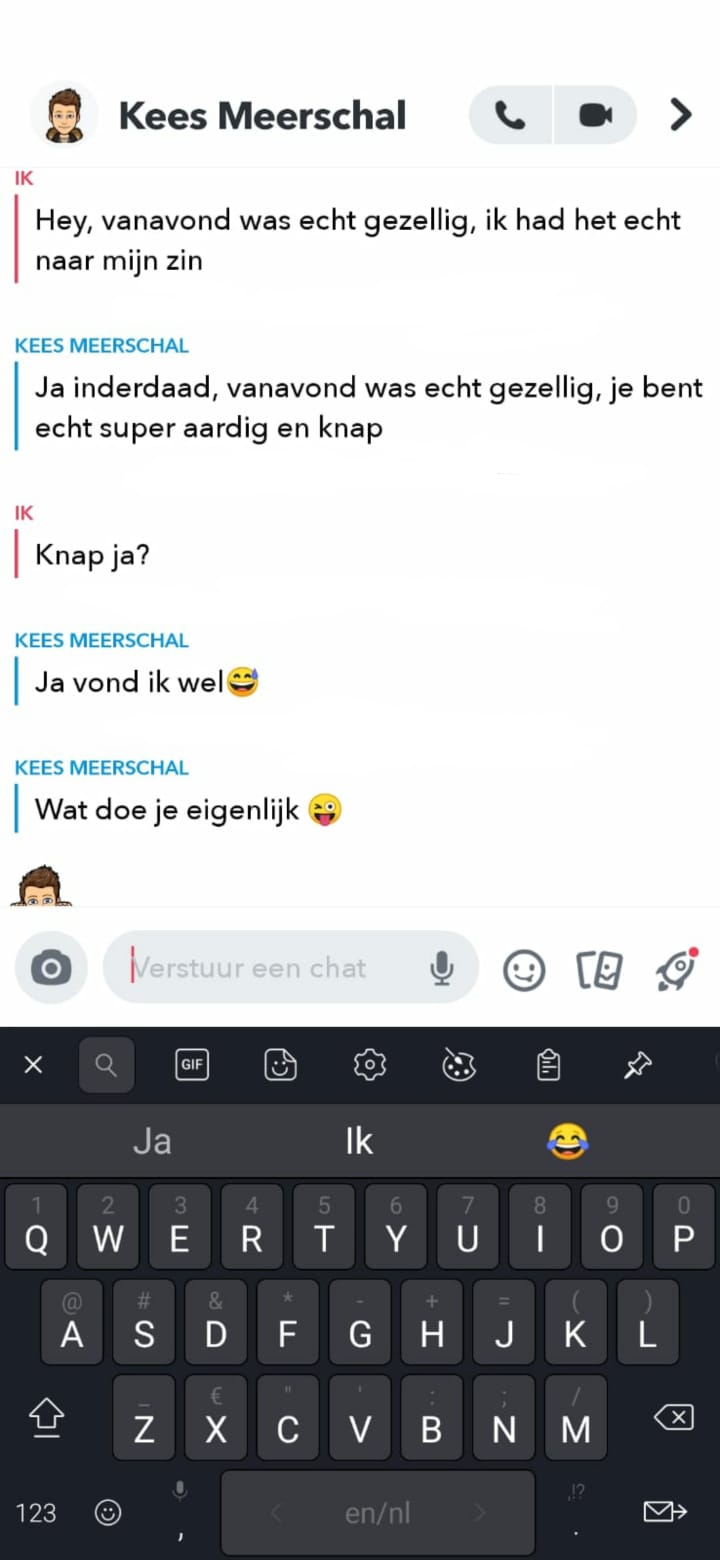 Kees Meerschal
IK
Hey, vanavond was echt gezellig, ik had het echt
naar mijn zin
KEES MEERSCHAL
Ja inderdaad, vanavond was echt gezellig, je bent
echt super aardig en knap
IK
Knap ja?
KEES MEERSCHAL
Ja vond ik wel😅
KEES MEERSCHAL
Wat doe je eigenlijk 😜
Verstuur een chat
GIF
Ja Ik 😂
1 2 3 4 5 6 7 8 9 0
Q W E R T Y U I O P
@ # & * - + = ( )
A S D F G H J K L
_ € " ' : ; /
Z X C V B N M
123 , < en/nl > ,!? .